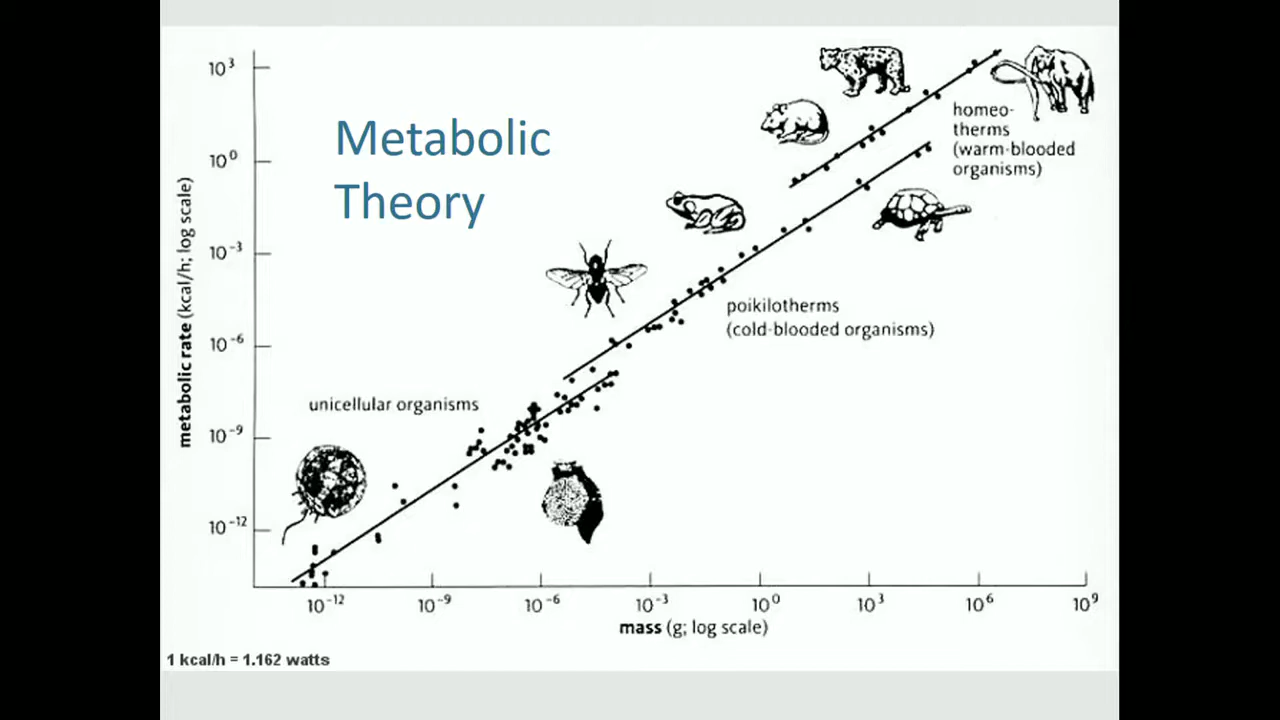 Metabolic
Theory
metabolic rate (kcal/h; log scale)
10³
10⁰
10⁻³
10⁻⁶
10⁻⁹
10⁻¹²
homeo-
therms
(warm-blooded
organisms)
poikilotherms
(cold-blooded organisms)
unicellular organisms
10⁻¹² 10⁻⁹ 10⁻⁶ 10⁻³ 10⁰ 10³ 10⁶ 10⁹
mass (g; log scale)
1 kcal/h = 1.162 watts